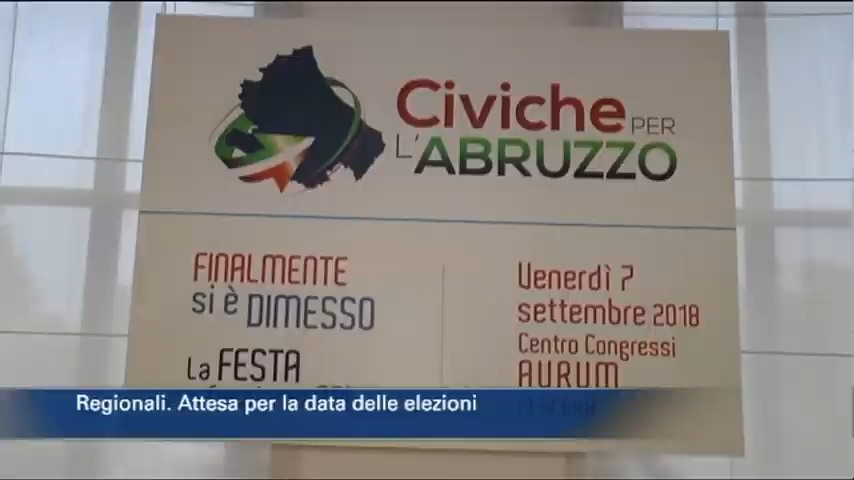 Civiche PER
L'ABRUZZO
FINALMENTE
si è DIMESSO
La FESTA
Venerdì 7
settembre 2018
Centro Congressi
AURUM
Regionali. Attesa per la data delle elezioni